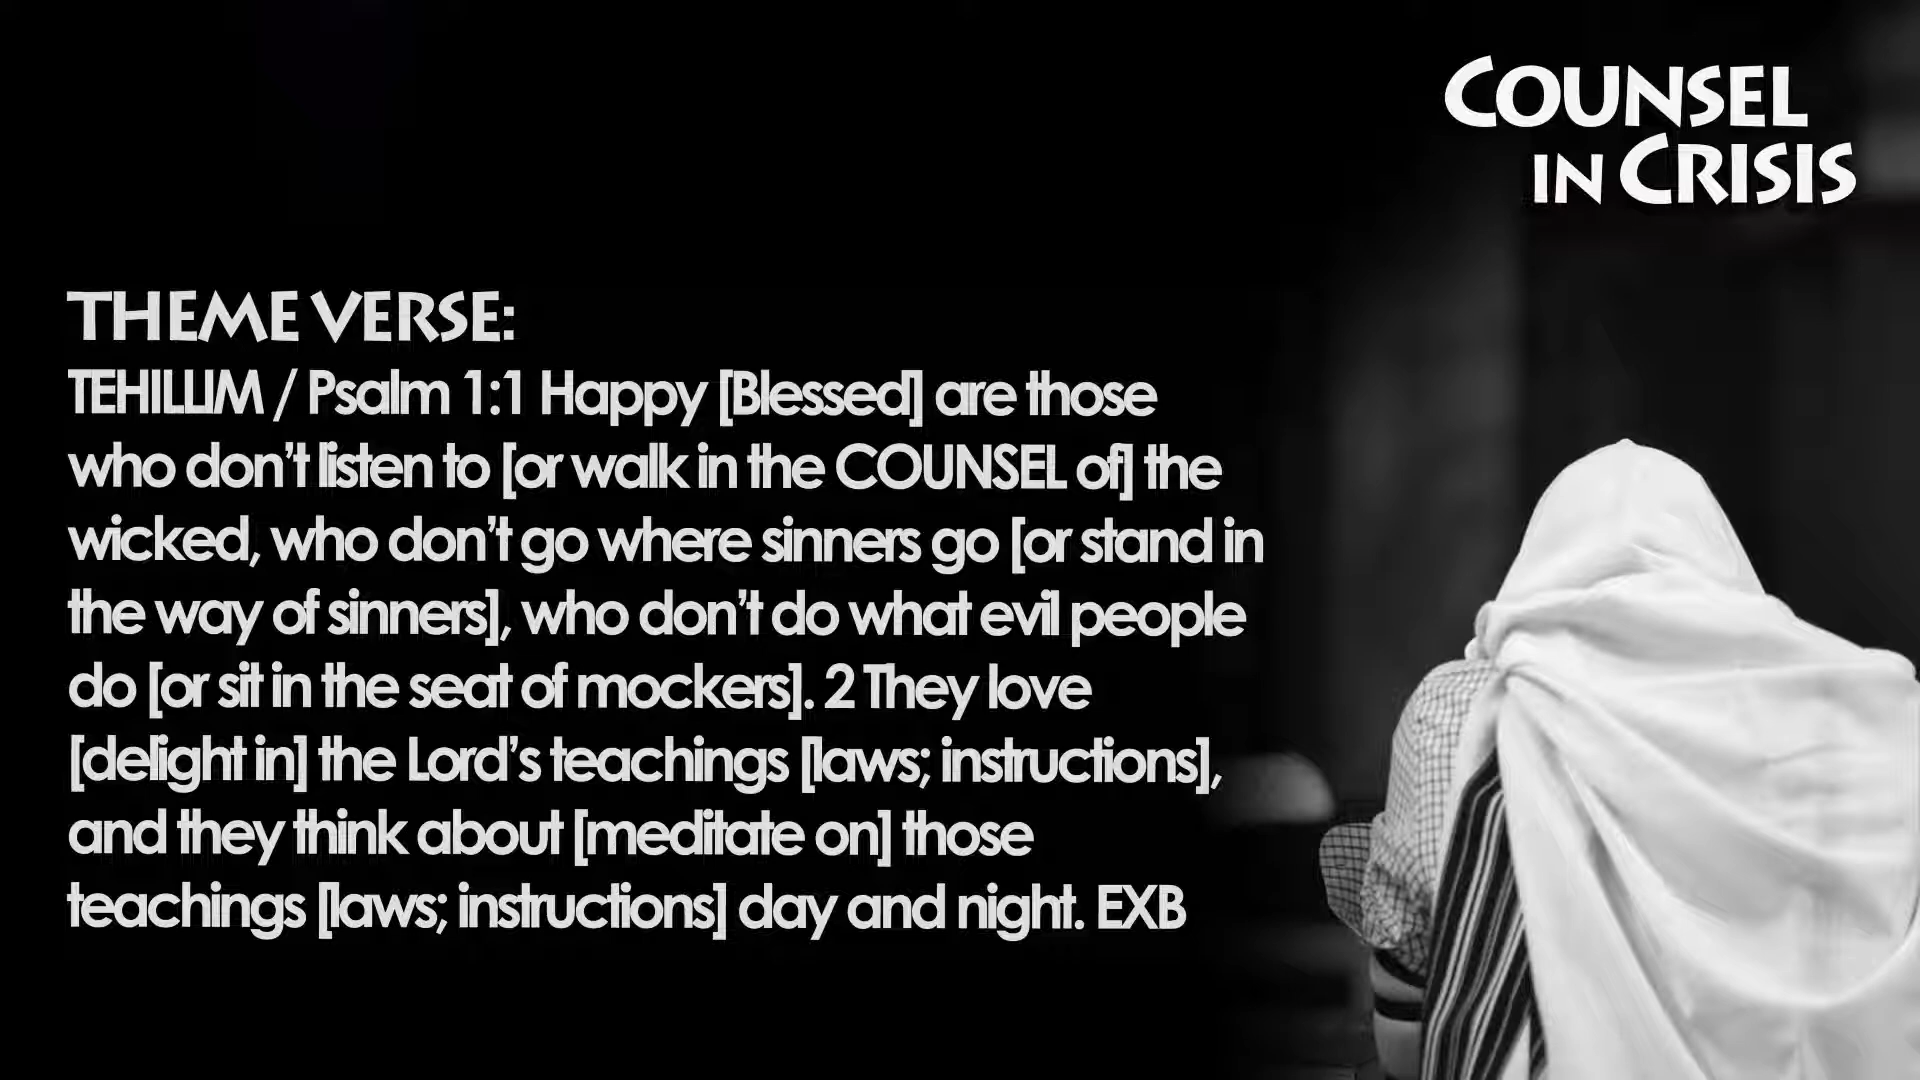 COUNSEL
IN CRISIS
THEME VERSE:
TEHILLIM / Psalm 1:1 Happy [Blessed] are those
who don't listen to [or walk in the COUNSEL of] the
wicked, who don't go where sinners go [or stand in
the way of sinners], who don't do what evil people
do [or sit in the seat of mockers]. 2 They love
[delight in] the Lord's teachings [laws; instructions],
and they think about [meditate on] those
teachings [laws; instructions] day and night. EXB